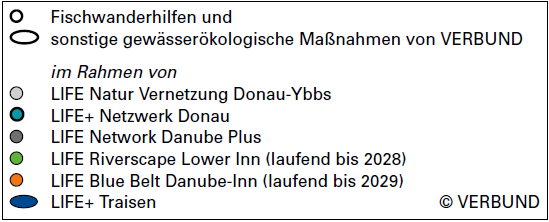 Fischwanderhilfen und
sonstige gewässerökologische Maßnahmen von VERBUND
im Rahmen von
LIFE Natur Vernetzung Donau-Ybbs
LIFE+ Netzwerk Donau
LIFE Network Danube Plus
LIFE Riverscape Lower Inn (laufend bis 2028)
LIFE Blue Belt Danube-Inn (laufend bis 2029)
LIFE+ Traisen © VERBUND